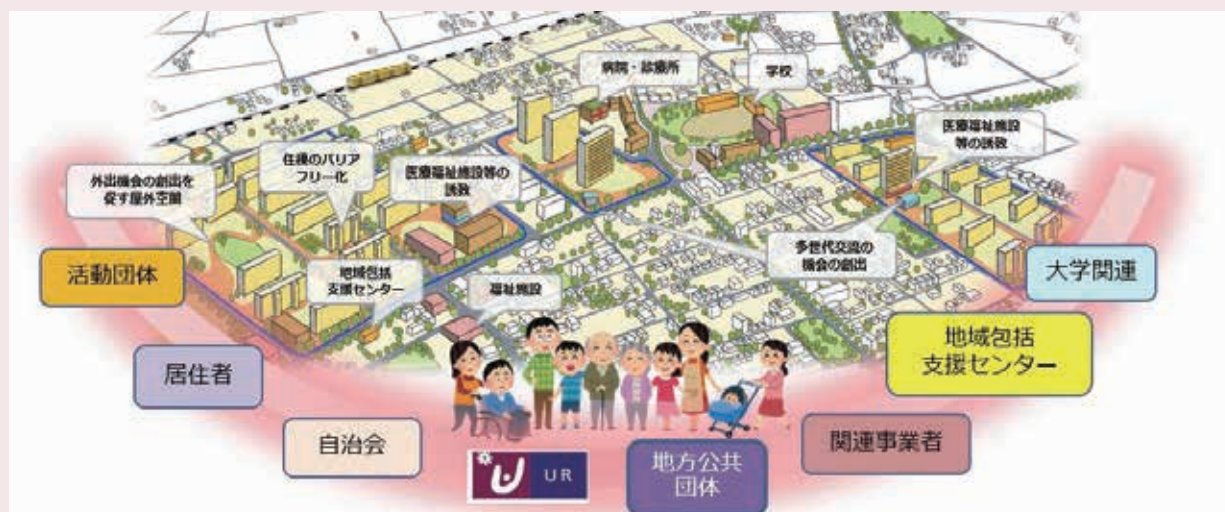 病院・診療所
学校
医療福祉施設
等の誘致
住棟のバリア
フリー化
医療福祉施設等の
誘致
外出機会の創出を
促す屋外空間
多世代交流の
機会の創出
地域包括
支援センター
福祉施設
活動団体
大学関連
居住者
地域包括
支援センター
自治会
関連事業者
UR
地方公共
団体